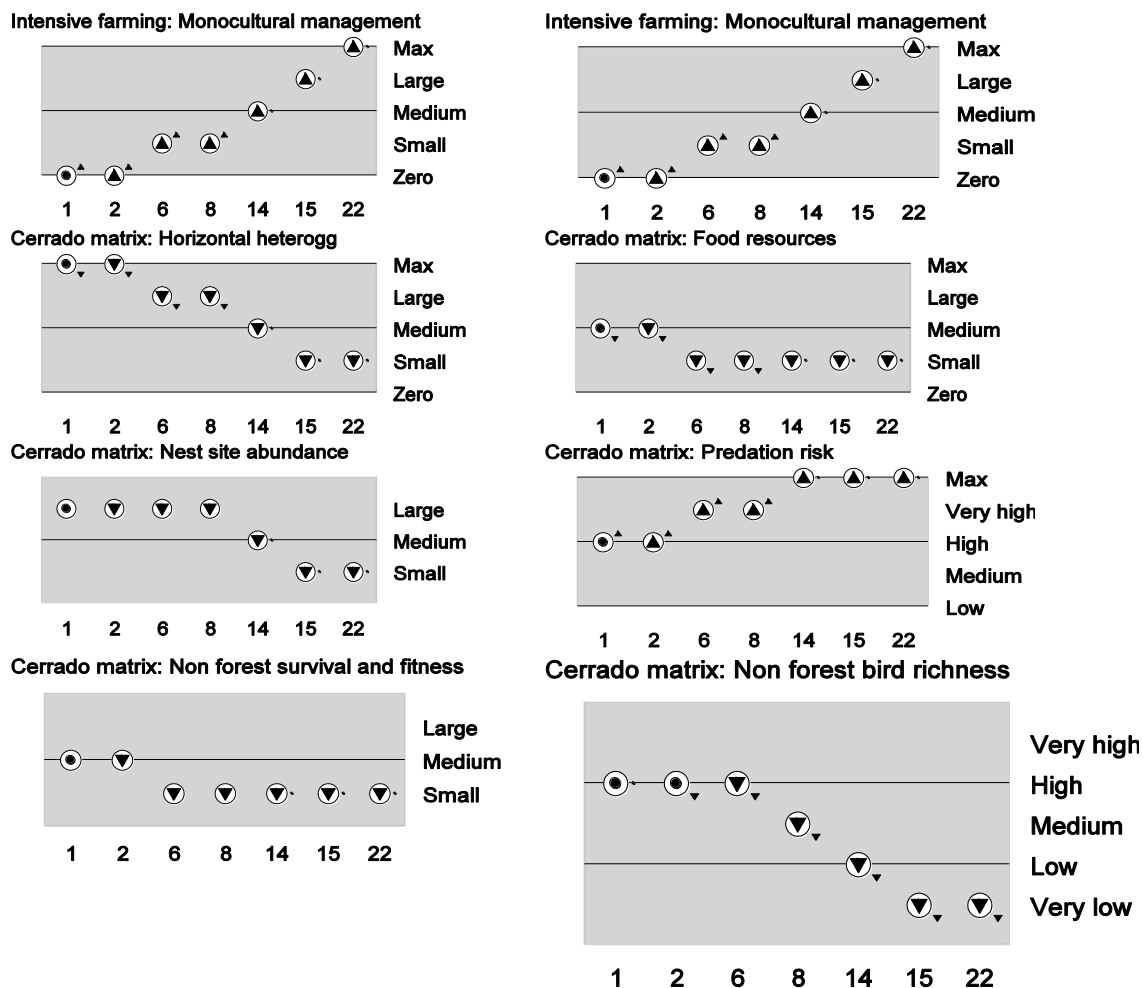 Intensive farming: Monocultural management
Max
Large
Medium
Small
Zero
1 2 6 8 14 15 22
Cerrado matrix: Horizontal heterogg
Max
Large
Medium
Small
Zero
1 2 6 8 14 15 22
Cerrado matrix: Nest site abundance
Large
Medium
Small
1 2 6 8 14 15 22
Cerrado matrix: Non forest survival and fitness
Large
Medium
Small
1 2 6 8 14 15 22
Intensive farming: Monocultural management
Max
Large
Medium
Small
Zero
1 2 6 8 14 15 22
Cerrado matrix: Food resources
Max
Large
Medium
Small
Zero
1 2 6 8 14 15 22
Cerrado matrix: Predation risk
Max
Very high
High
Medium
Low
1 2 6 8 14 15 22
Cerrado matrix: Non forest bird richness
Very high
High
Medium
Low
Very low
1 2 6 8 14 15 22